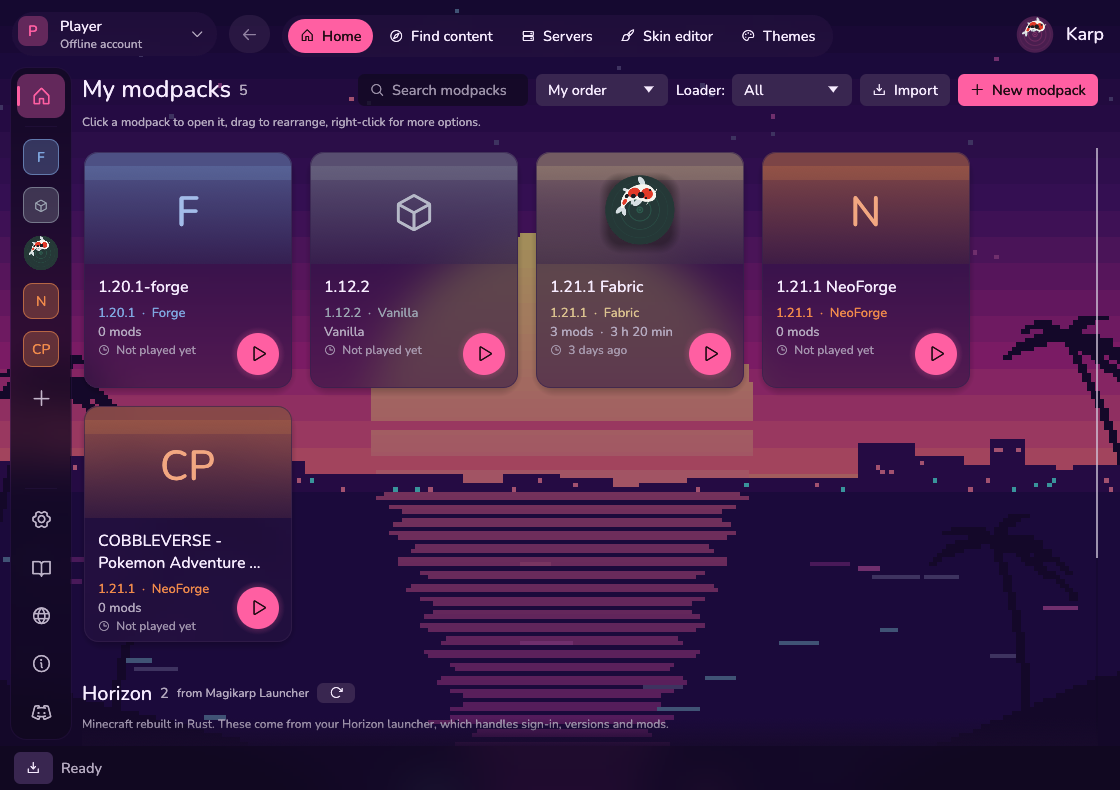 P
Player
Offline account
Home
Find content
Servers
Skin editor
Themes
Karp
My modpacks 5
Search modpacks
My order
Loader:
All
Import
New modpack
Click a modpack to open it, drag to rearrange, right-click for more options.
F
N
CP
F
1.20.1-forge
1.20.1 · Forge
0 mods
Not played yet
1.12.2
1.12.2 · Vanilla
Vanilla
Not played yet
1.21.1 Fabric
1.21.1 · Fabric
3 mods · 3 h 20 min
3 days ago
N
1.21.1 NeoForge
1.21.1 · NeoForge
0 mods
Not played yet
CP
COBBLEVERSE -
Pokemon Adventure ...
1.21.1 · NeoForge
0 mods
Not played yet
Horizon 2 from Magikarp Launcher
Minecraft rebuilt in Rust. These come from your Horizon launcher, which handles sign-in, versions and mods.
Ready